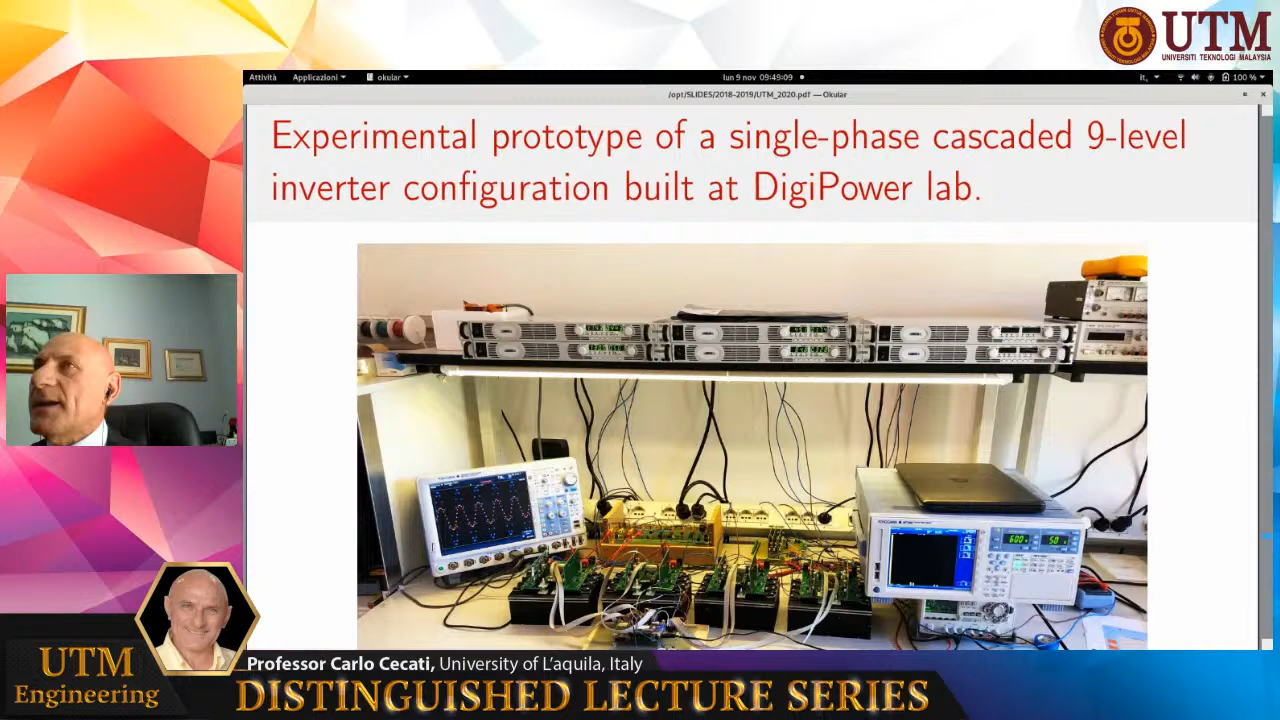 UTM
UNIVERSITI TEKNOLOGI MALAYSIA
Attività Applicazioni okular lun 9 nov 09:49:09 it, 100 %
/opt/SLIDES/2018-2019/UTM_2020.pdf — Okular
Experimental prototype of a single-phase cascaded 9-level
inverter configuration built at DigiPower lab.
Professor Carlo Cecati, University of L'aquila, Italy
UTM
Engineering
DISTINGUISHED LECTURE SERIES